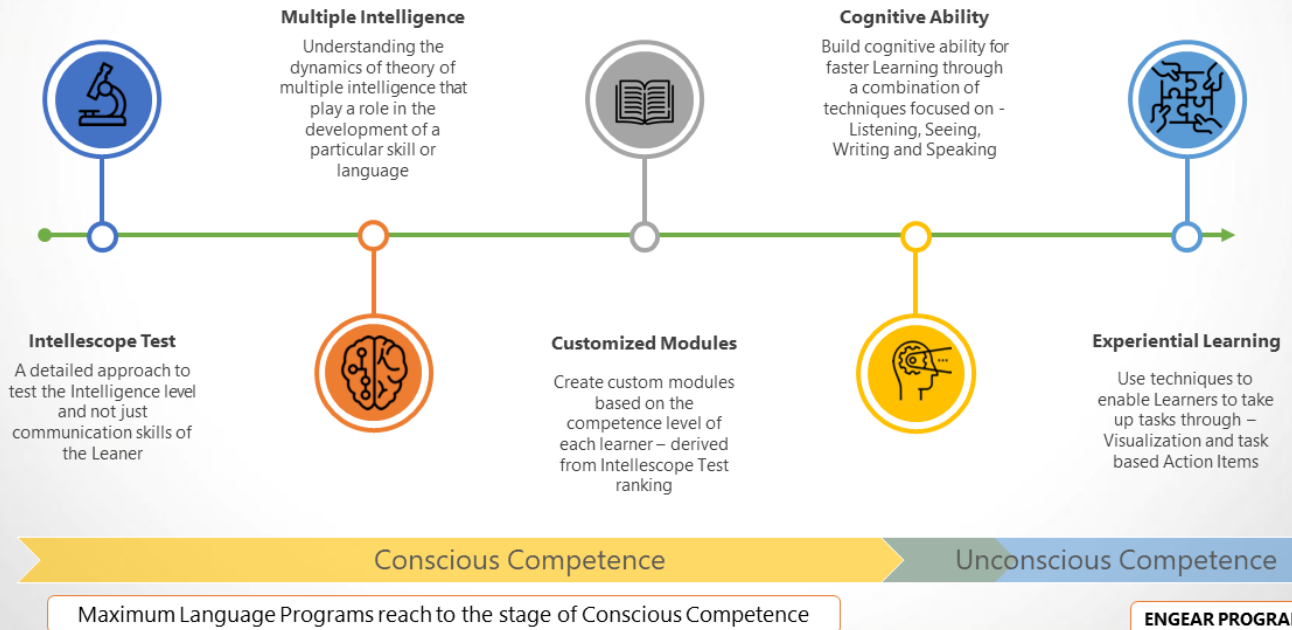 Multiple Intelligence
Understanding the
dynamics of theory of
multiple intelligence that
play a role in the
development of a
particular skill or
language
Cognitive Ability
Build cognitive ability for
faster Learning through
a combination of
techniques focused on -
Listening, Seeing,
Writing and Speaking
Intellescope Test
A detailed approach to
test the Intelligence level
and not just
communication skills of
the Leaner
Customized Modules
Create custom modules
based on the
competence level of
each learner – derived
from Intellescope Test
ranking
Experiential Learning
Use techniques to
enable Learners to take
up tasks through –
Visualization and task
based Action Items
Conscious Competence
Unconscious Competence
Maximum Language Programs reach to the stage of Conscious Competence
ENGEAR